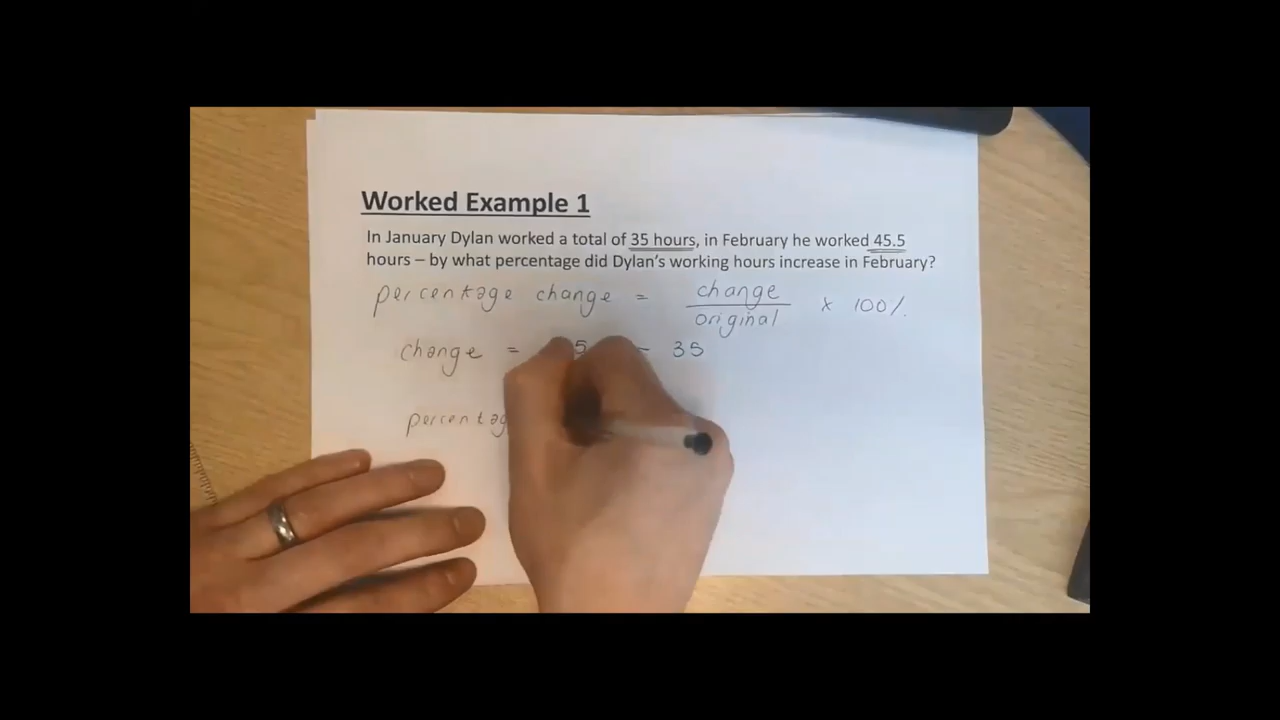 Worked Example 1
In January Dylan worked a total of 35 hours, in February he worked 45.5
hours – by what percentage did Dylan's working hours increase in February?
percentage change = change / original × 100%
change = – 35